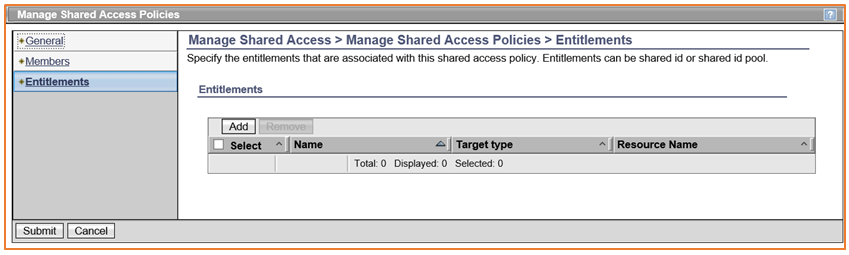 Manage Shared Access Policies ?
General
Members
Entitlements
Manage Shared Access > Manage Shared Access Policies > Entitlements
Specify the entitlements that are associated with this shared access policy. Entitlements can be shared id or shared id pool.
Entitlements
Add Remove
Select Name Target type Resource Name
Total: 0 Displayed: 0 Selected: 0
Submit Cancel